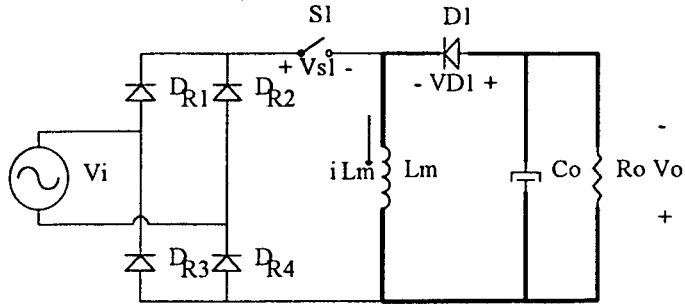 S1
D1
+ Vs1 -
- VD1 +
DR1
DR2
Vi
i Lm
Lm
Co
Ro
Vo
-
+
DR3
DR4